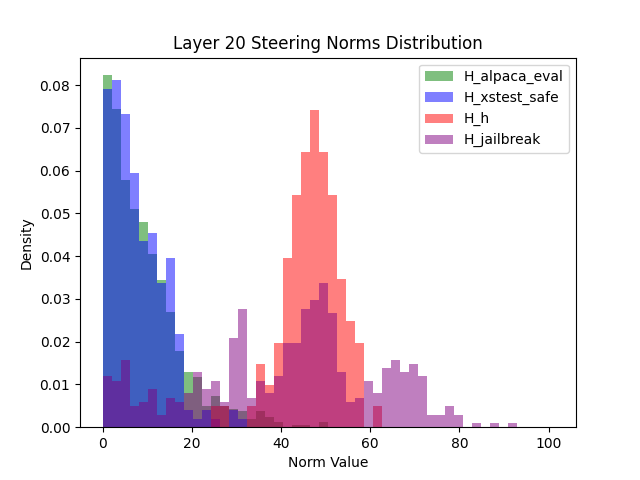 Layer 20 Steering Norms Distribution
H_alpaca_eval
H_xstest_safe
H_h
H_jailbreak
0.08
0.07
0.06
0.05
0.04
0.03
0.02
0.01
0.00
Density
0 20 40 60 80 100
Norm Value